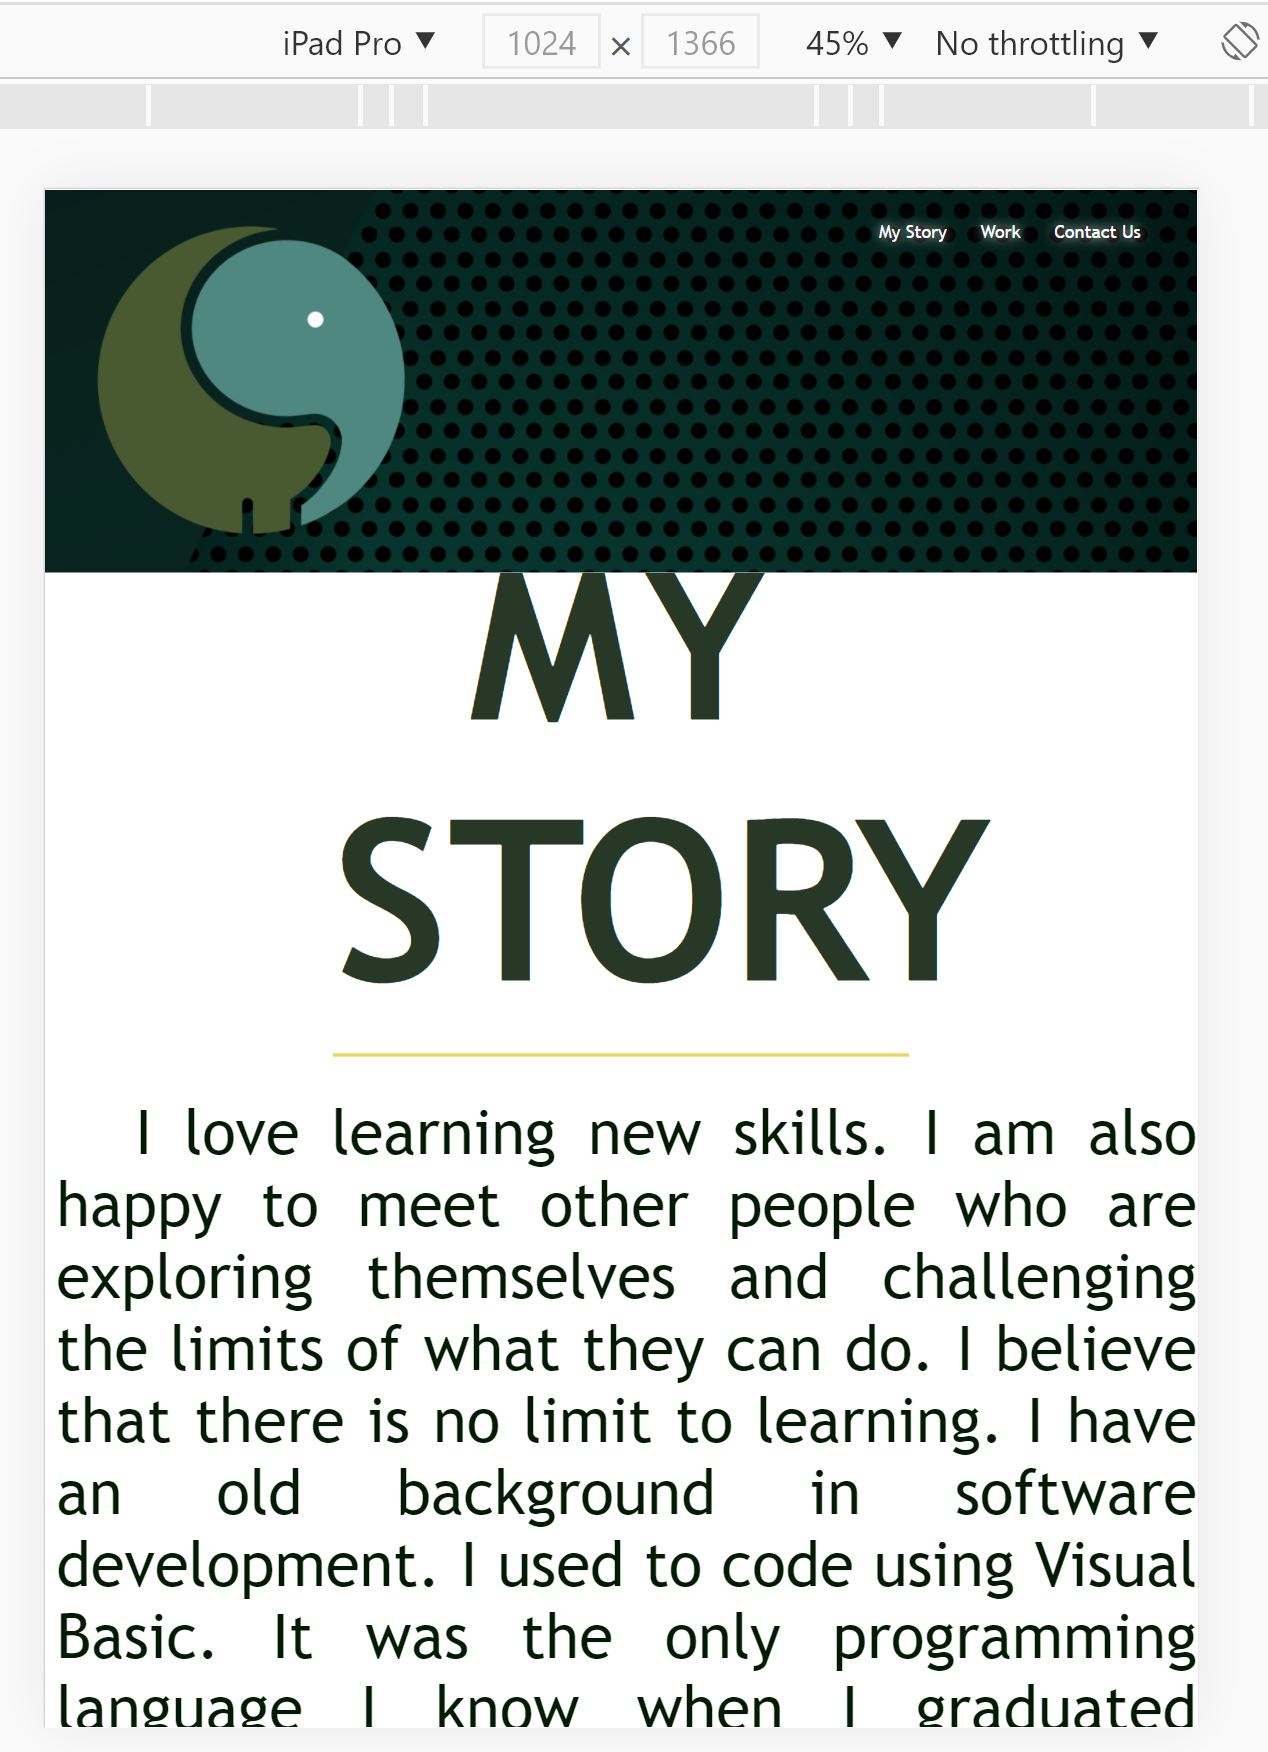 iPad Pro ▼ 1024 × 1366 45% ▼ No throttling ▼
My Story Work Contact Us
MY
STORY
I love learning new skills. I am also
happy to meet other people who are
exploring themselves and challenging
the limits of what they can do. I believe
that there is no limit to learning. I have
an old background in software
development. I used to code using Visual
Basic. It was the only programming
language I know when I graduated